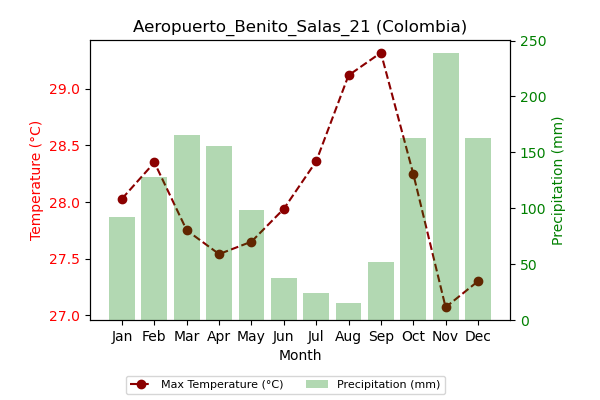 Aeropuerto_Benito_Salas_21 (Colombia)
Temperature (°C)
29.0
28.5
28.0
27.5
27.0
250
200
150
100
50
0
Precipitation (mm)
Jan Feb Mar Apr May Jun Jul Aug Sep Oct Nov Dec
Month
Max Temperature (°C) Precipitation (mm)